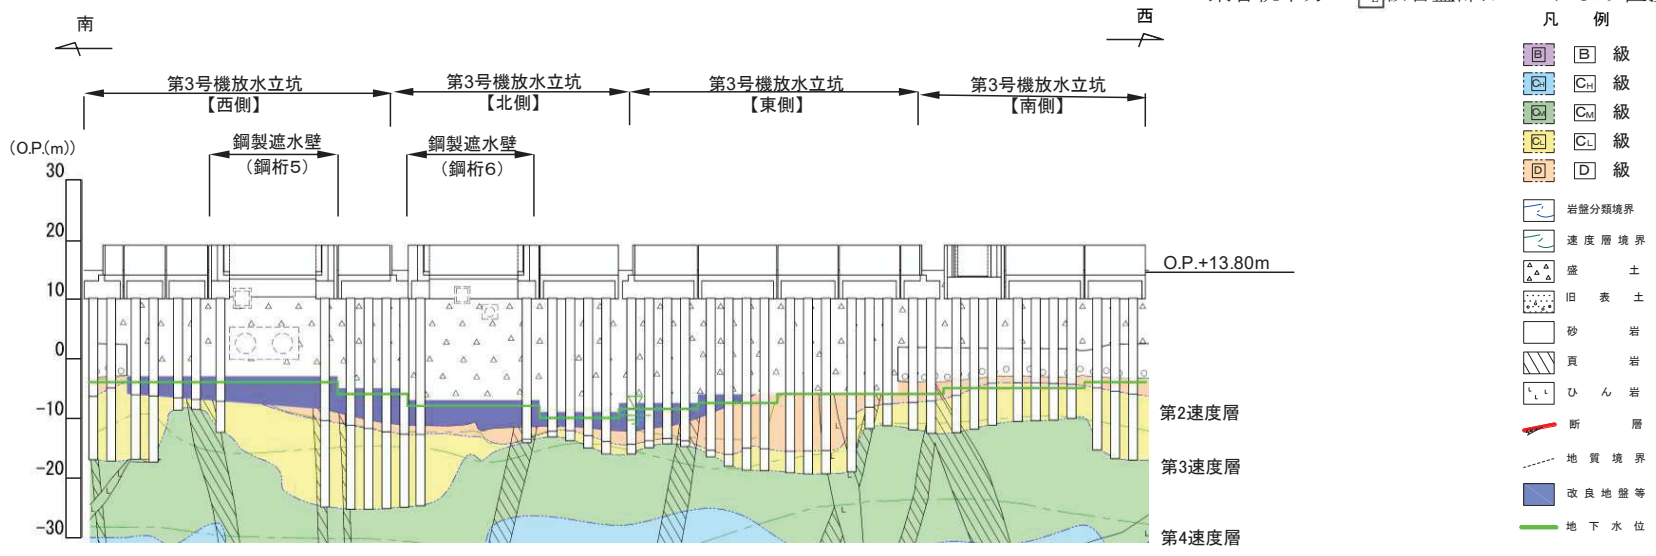 南
西
第3号機放水立坑
【西側】
第3号機放水立坑
【北側】
第3号機放水立坑
【東側】
第3号機放水立坑
【南側】
鋼製遮水壁
(鋼桁5)
鋼製遮水壁
(鋼桁6)
(O.P.(m))
30
20
10
0
-10
-20
-30
O.P.+13.80m
第2速度層
第3速度層
第4速度層
凡 例
B B 級
CH CH 級
CM CM 級
CL CL 級
D D 級
岩盤分類境界
速度層境界
盛土
旧表土
砂岩
頁岩
ひん岩
断層
地質境界
改良地盤等
地下水位